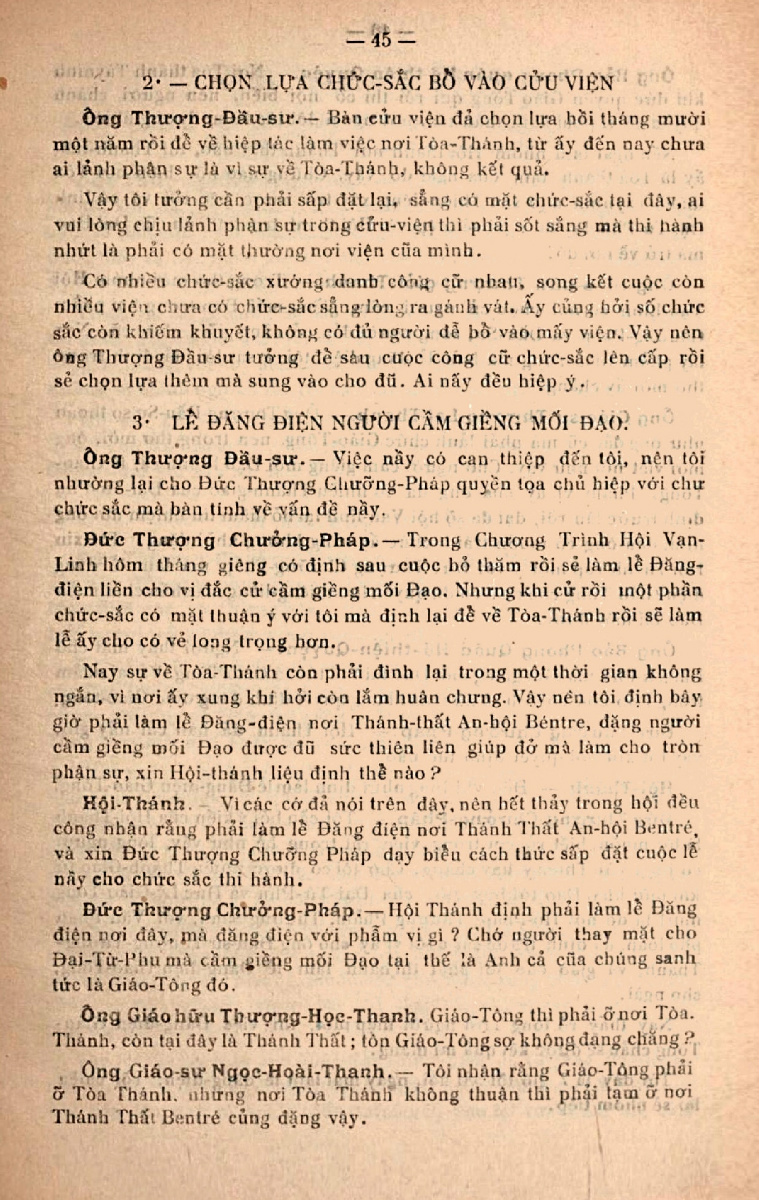 — 45 —
2· — CHỌN LỰA CHỨC-SẮC BỔ VÀO CỬU VIỆN
Ông Thượng-Đầu-sư. — Bàn cửu viện đả chọn lựa hồi tháng mười
một năm rồi để về hiệp tác làm việc nơi Tòa-Thánh, từ ấy đến nay chưa
ai lảnh phận sự là vì sự về Tòa-Thánh, không kết quả.
Vậy tôi tưởng cần phải sấp đặt lại, sẳng có mặt chức-sắc tại đây, ai
vui lòng chịu lảnh phận sự trong cửu-viện thì phải sốt sắng mà thi hành
nhứt là phải có mặt thường nơi viện của mình.
Có nhiều chức-sắc xướng danh công cữ nhau, song kết cuộc còn
nhiều viện chưa có chức-sắc sẳng lòng ra gánh vát. Ấy củng bởi số chức
sắc còn khiếm khuyết, không có đủ người để bổ vào mấy viện. Vậy nên
ông Thượng Đầu-sư tưởng để sau cuộc công cữ chức-sắc lên cấp rồi
sẻ chọn lựa thêm mà sung vào cho đũ. Ai nấy đều hiệp ý.
3· LỄ ĐĂNG ĐIỆN NGƯỜI CẦM GIỀNG MỐI ĐẠO.
Ông Thượng Đầu-sư. — Việc nầy có can thiệp đến tôi, nên tôi
nhường lại cho Đức Thượng Chưỡng-Pháp quyền tọa chủ hiệp với chư
chức sắc mà bàn tính về vấn đề nầy.
Đức Thượng Chưởng-Pháp. — Trong Chương Trình Hội Vạn-
Linh hôm tháng giêng có định sau cuộc bỏ thăm rồi sẻ làm lễ Đăng-
điện liền cho vị đắc cử cầm giềng mối Đạo. Nhưng khi cử rồi một phần
chức-sắc có mặt thuận ý với tôi mà định lại để về Tòa-Thánh rồi sẽ làm
lễ ấy cho có vẻ long trọng hơn.
Nay sự về Tòa-Thánh còn phải đình lại trong một thời gian không
ngắn, vì nơi ấy xung khí hởi còn lắm huân chưng. Vậy nên tôi định bây
giờ phải làm lễ Đăng-điện nơi Thánh-thất An-hội Béntre, dặng người
cầm giềng mối Đạo được đũ sức thiên liên giúp đở mà làm cho tròn
phận sự, xin Hội-thánh liệu định thế nào ?
Hội-Thánh. — Vì các cớ đả nói trên đây, nên hết thảy trong hội đều
công nhận rằng phải làm lễ Đăng điện nơi Thánh Thất An-hội Bentré,
và xin Đức Thượng Chưỡng Pháp dạy biểu cách thức sấp đặt cuộc lễ
nầy cho chức sắc thi hành.
Đức Thượng Chưởng-Pháp. — Hội Thánh định phải làm lễ Đăng
điện nơi đây, mà đăng điện với phẩm vị gì ? Chớ người thay mặt cho
Đại-Từ-Phu mà cầm giềng mối Đạo tại thế là Anh cả của chúng sanh
tức là Giáo-Tông đó.
Ông Giáo hữu Thượng-Học-Thanh. Giáo-Tông thì phải ở nơi Tòa.
Thánh, còn tại đây là Thánh Thất ; tôn Giáo-Tông sợ không đạng chăng ?
Ông Giáo-sư Ngọc-Hoài-Thanh. — Tôi nhận rằng Giáo-Tông phải
ở Tòa Thánh. nhưng nơi Tòa Thánh không thuận thì phải tạm ở nơi
Thánh Thất Bentré củng đặng vậy.